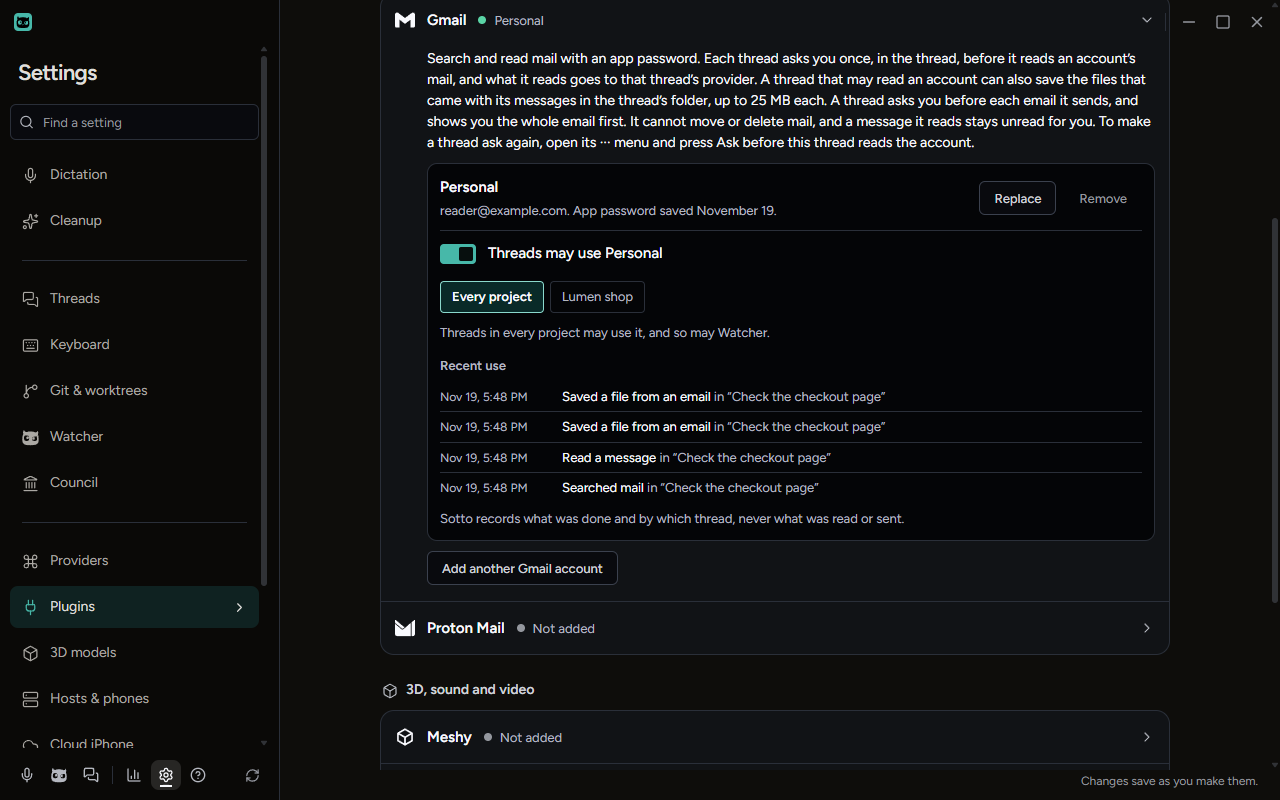 Settings
Find a setting
Dictation
Cleanup
Threads
Keyboard
Git & worktrees
Watcher
Council
Providers
Plugins
3D models
Hosts & phones
Cloud iPhone
Gmail Personal
Search and read mail with an app password. Each thread asks you once, in the thread, before it reads an account’s
mail, and what it reads goes to that thread’s provider. A thread that may read an account can also save the files that
came with its messages in the thread’s folder, up to 25 MB each. A thread asks you before each email it sends, and
shows you the whole email first. It cannot move or delete mail, and a message it reads stays unread for you. To make
a thread ask again, open its ··· menu and press Ask before this thread reads the account.
Personal
reader@example.com. App password saved November 19.
Replace Remove
Threads may use Personal
Every project Lumen shop
Threads in every project may use it, and so may Watcher.
Recent use
Nov 19, 5:48 PM Saved a file from an email in “Check the checkout page”
Nov 19, 5:48 PM Saved a file from an email in “Check the checkout page”
Nov 19, 5:48 PM Read a message in “Check the checkout page”
Nov 19, 5:48 PM Searched mail in “Check the checkout page”
Sotto records what was done and by which thread, never what was read or sent.
Add another Gmail account
Proton Mail Not added
3D, sound and video
Meshy Not added
Changes save as you make them.